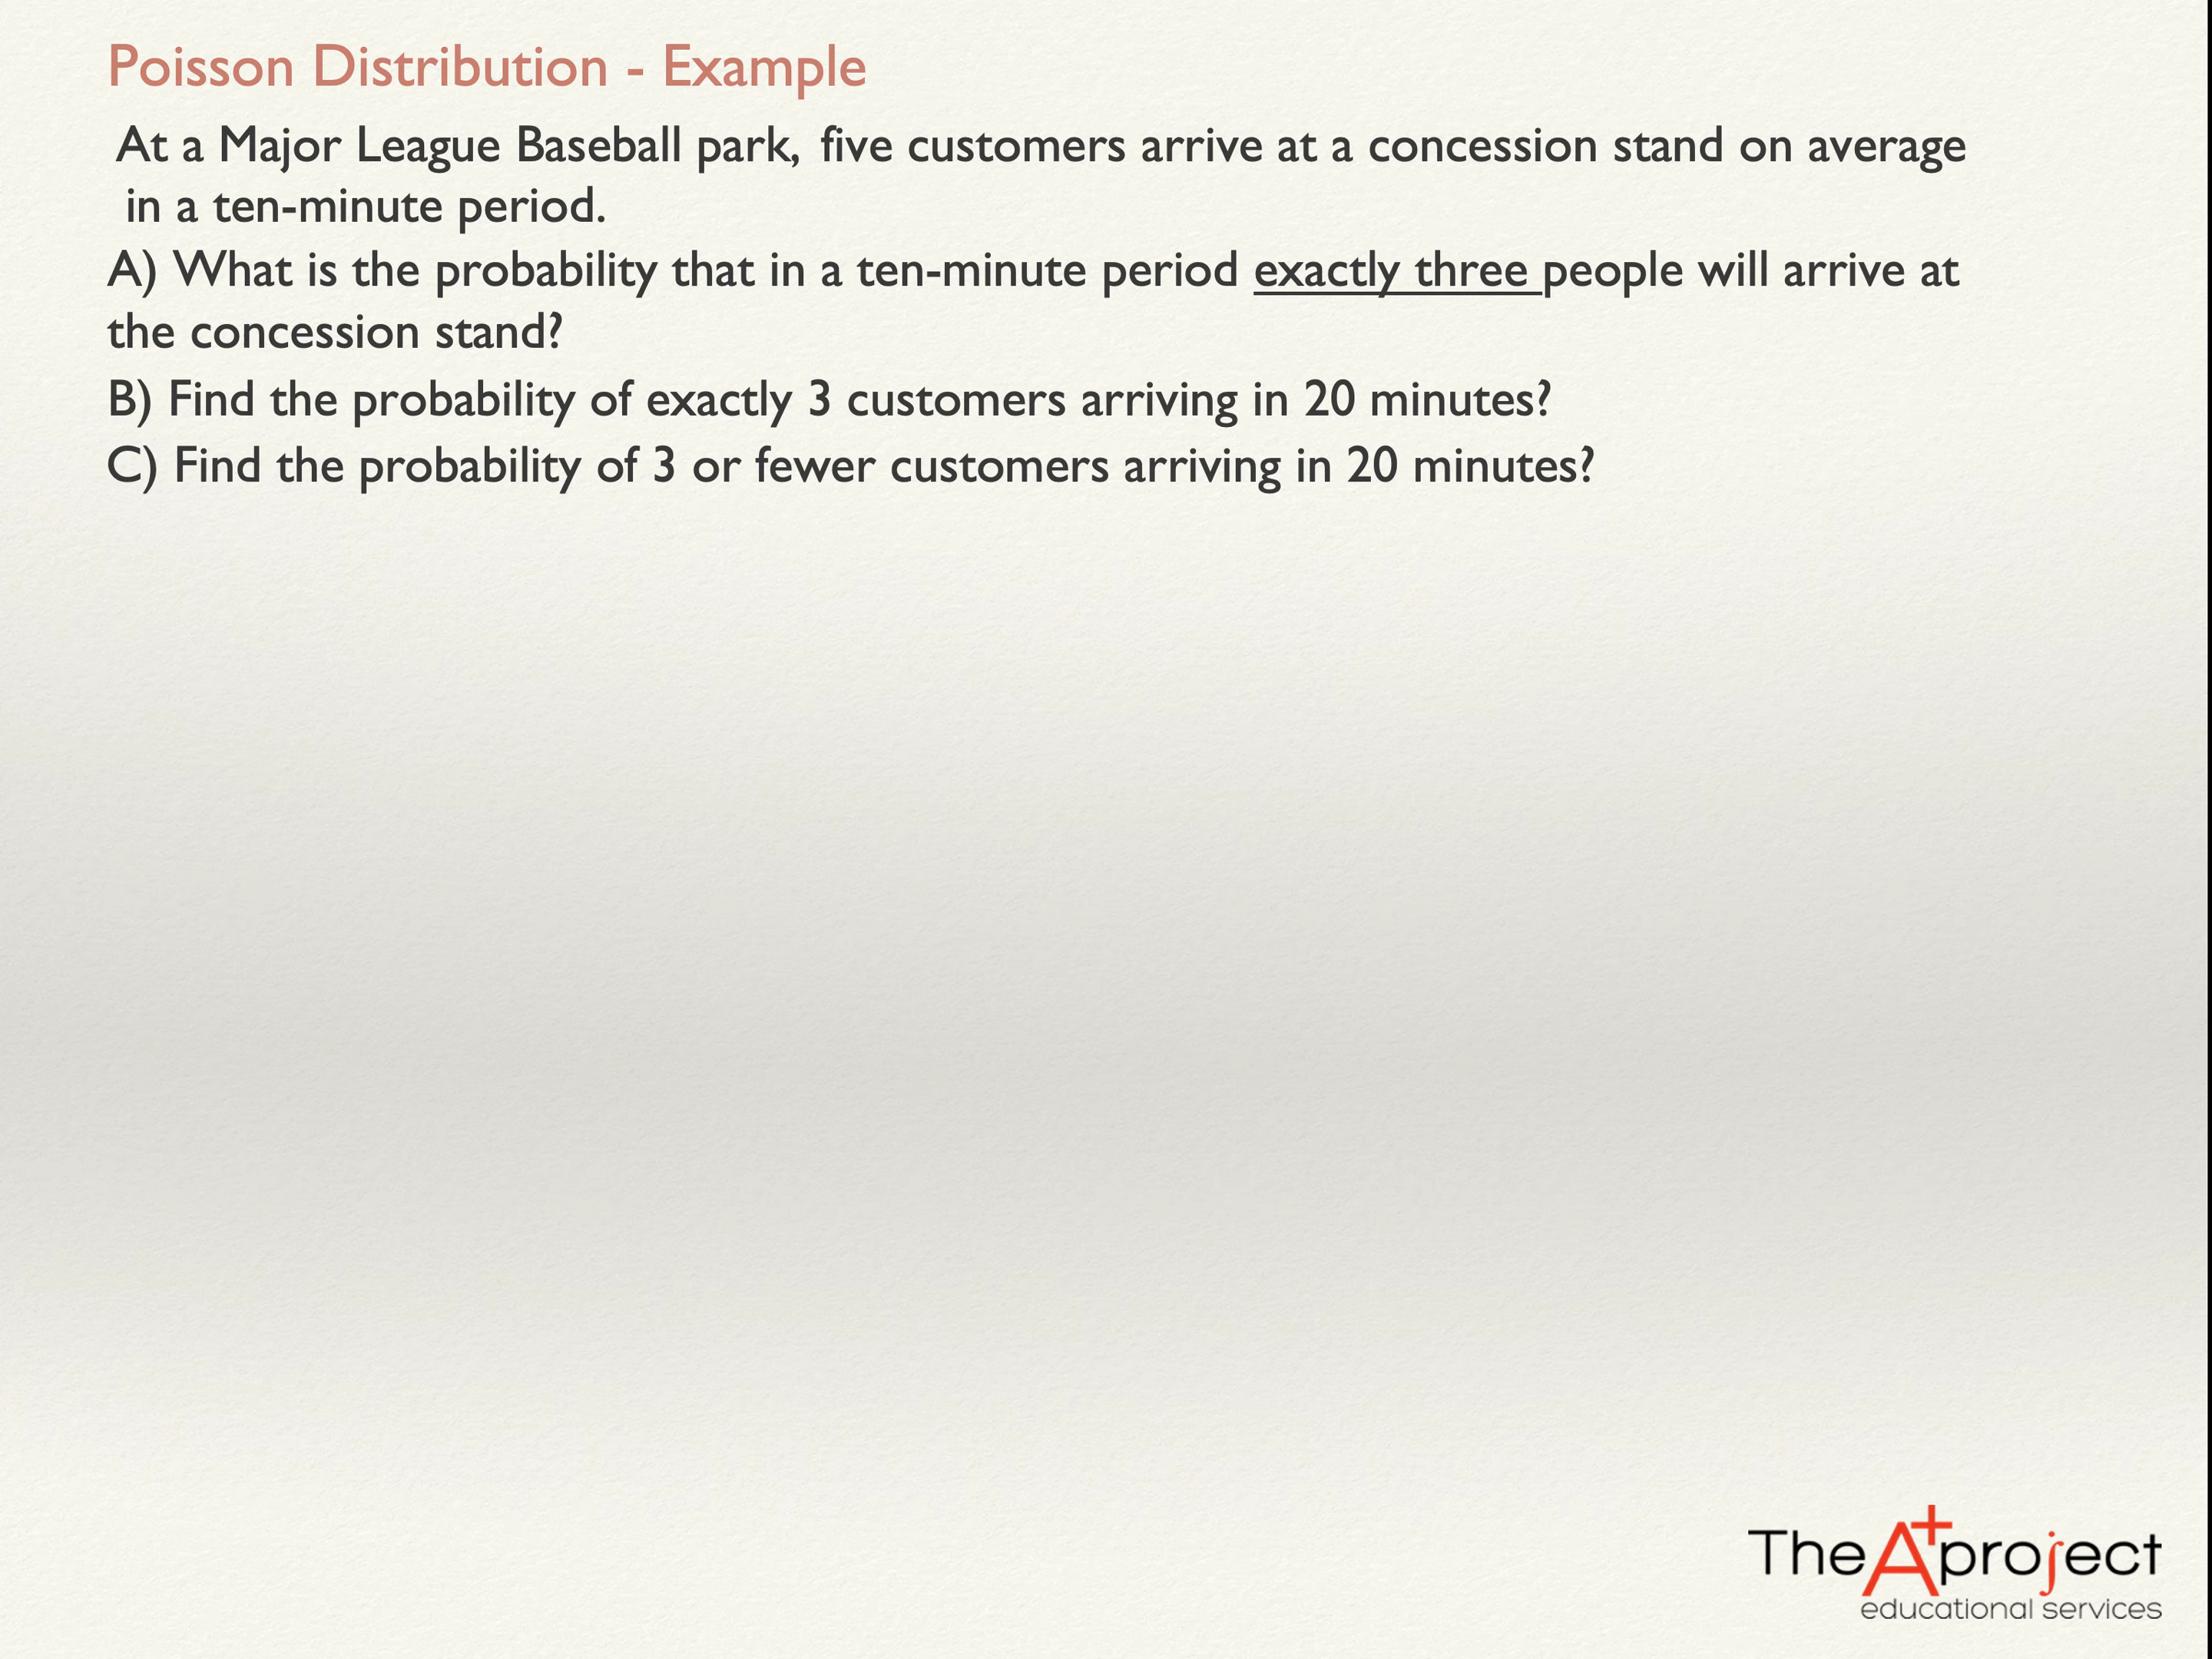 Poisson Distribution - Example
At a Major League Baseball park, five customers arrive at a concession stand on average
in a ten-minute period.
A) What is the probability that in a ten-minute period exactly three people will arrive at
the concession stand?
B) Find the probability of exactly 3 customers arriving in 20 minutes?
C) Find the probability of 3 or fewer customers arriving in 20 minutes?
The A+ project
educational services